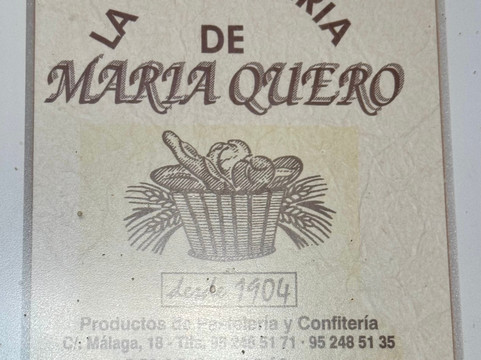 LA
DE
MARIA QUERO
desde 1904
Productos de Pastelería y Confitería
C/. Málaga, 18 - Tlfs. 95 248 51 71 - 95 248 51 35